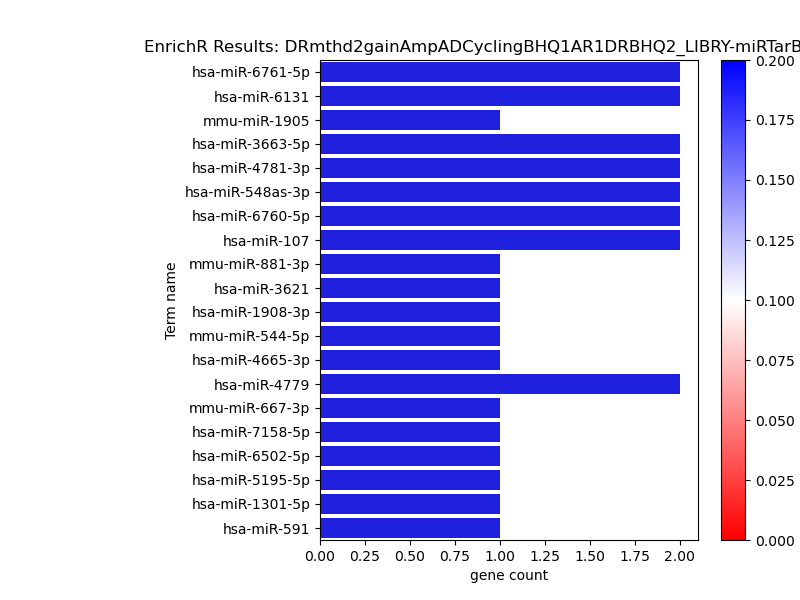 EnrichR Results: DRmthd2gainAmpADCyclingBHQ1AR1DRBHQ2_LIBRY-miRTarB
hsa-miR-6761-5p
hsa-miR-6131
mmu-miR-1905
hsa-miR-3663-5p
hsa-miR-4781-3p
hsa-miR-548as-3p
hsa-miR-6760-5p
hsa-miR-107
mmu-miR-881-3p
hsa-miR-3621
hsa-miR-1908-3p
mmu-miR-544-5p
hsa-miR-4665-3p
hsa-miR-4779
mmu-miR-667-3p
hsa-miR-7158-5p
hsa-miR-6502-5p
hsa-miR-5195-5p
hsa-miR-1301-5p
hsa-miR-591
Term name
0.00 0.25 0.50 0.75 1.00 1.25 1.50 1.75 2.00
gene count
0.200
0.175
0.150
0.125
0.100
0.075
0.050
0.025
0.000